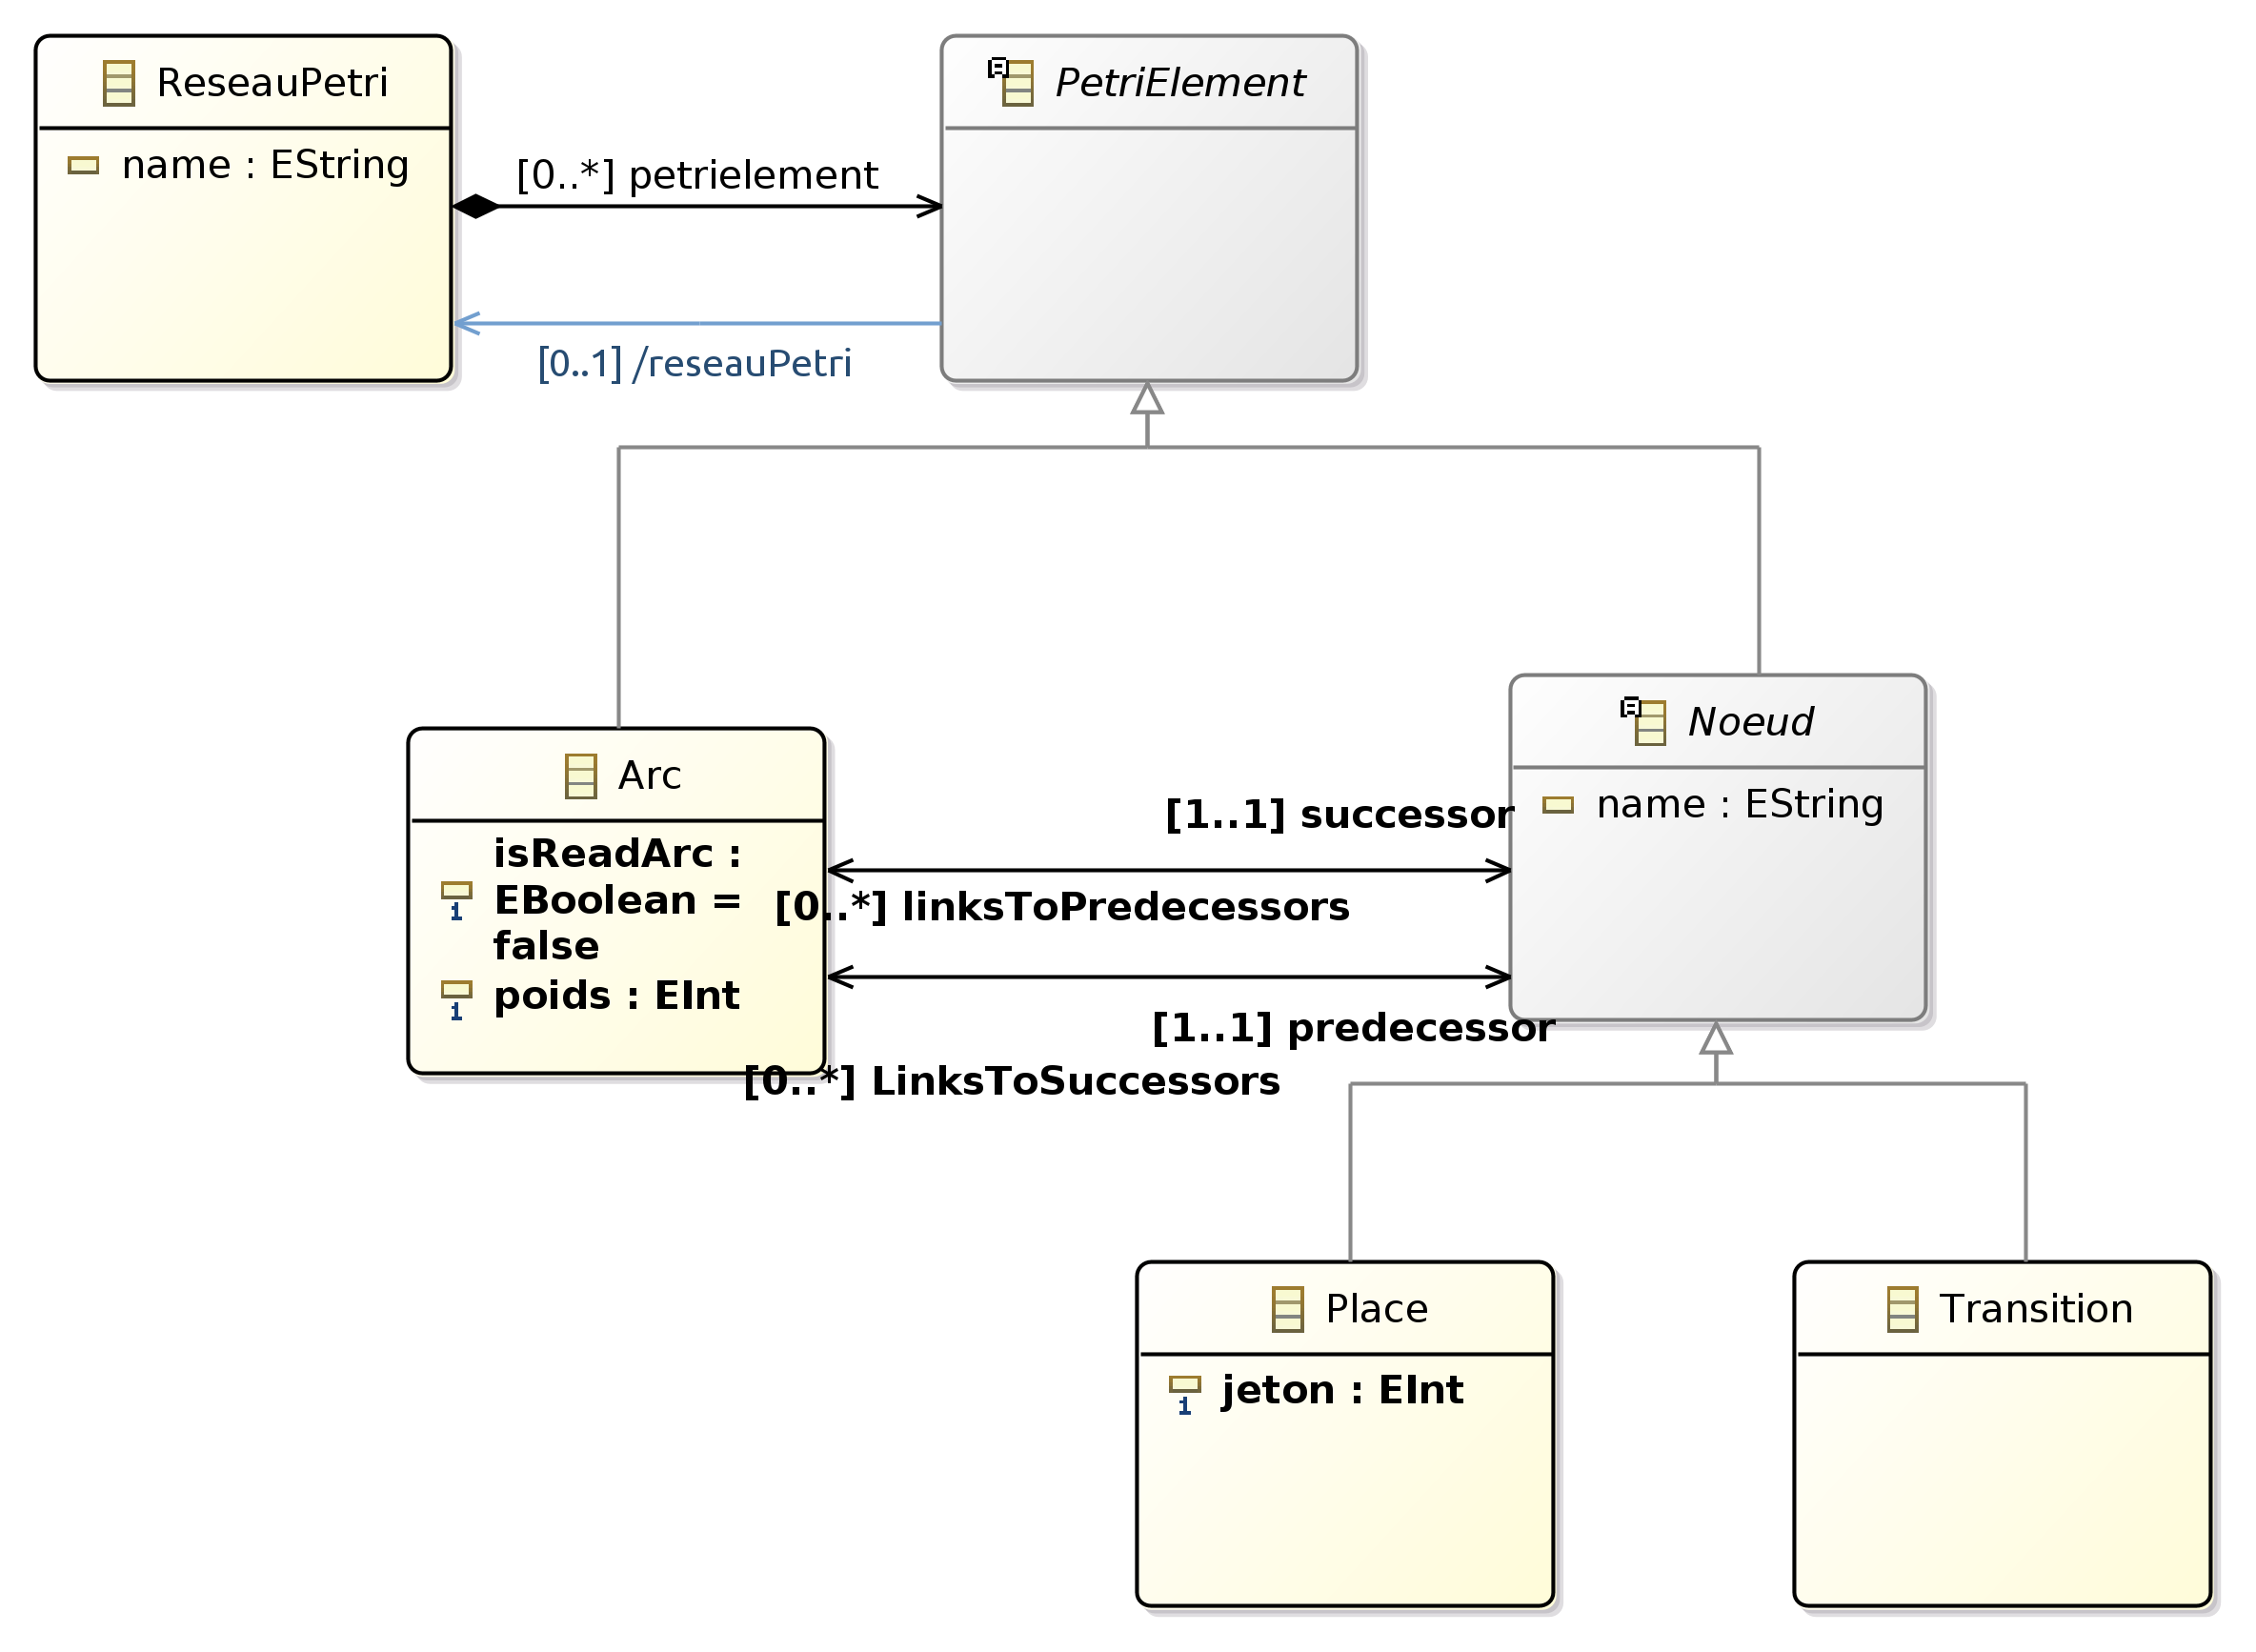 ReseauPetri
name : EString
[0..*] petrielement
[0..1] /reseauPetri
PetriElement
Arc
isReadArc :
EBoolean =
false
poids : EInt
[1..1] successor
[0..*] linksToPredecessors
[1..1] predecessor
[0..*] LinksToSuccessors
Noeud
name : EString
Place
jeton : EInt
Transition